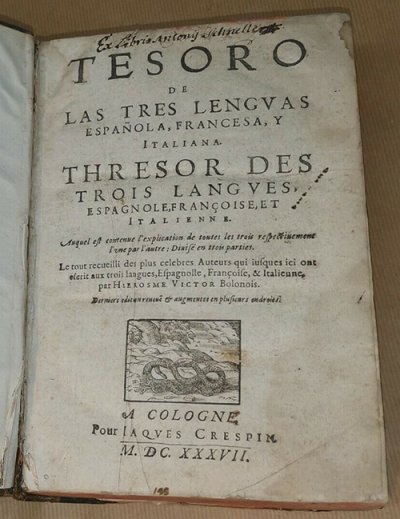 Ex Libris Antonij Schnelle
TESORO
DE
LAS TRES LENGVAS
ESPAÑOLA, FRANCESA, Y
ITALIANA.
THRESOR DES
TROIS LANGVES,
ESPAGNOLE, FRANÇOISE, ET
ITALIENNE.
Auquel est contenue l'explication de toutes les trois respectiuement
l'vne par l'autre: Diuisé en trois parties.
Le tout recueilli des plus celebres Auteurs qui iusques ici ont
escrit aux trois langues, Espagnolle, Françoise, & Italienne,
par HIEROSME VICTOR Bolonois.
Derniere edition reueuë & augmentee en plusieurs endroits.
A COLOGNE,
Pour IAQVES CRESPIN.
M. DC. XXXVII.